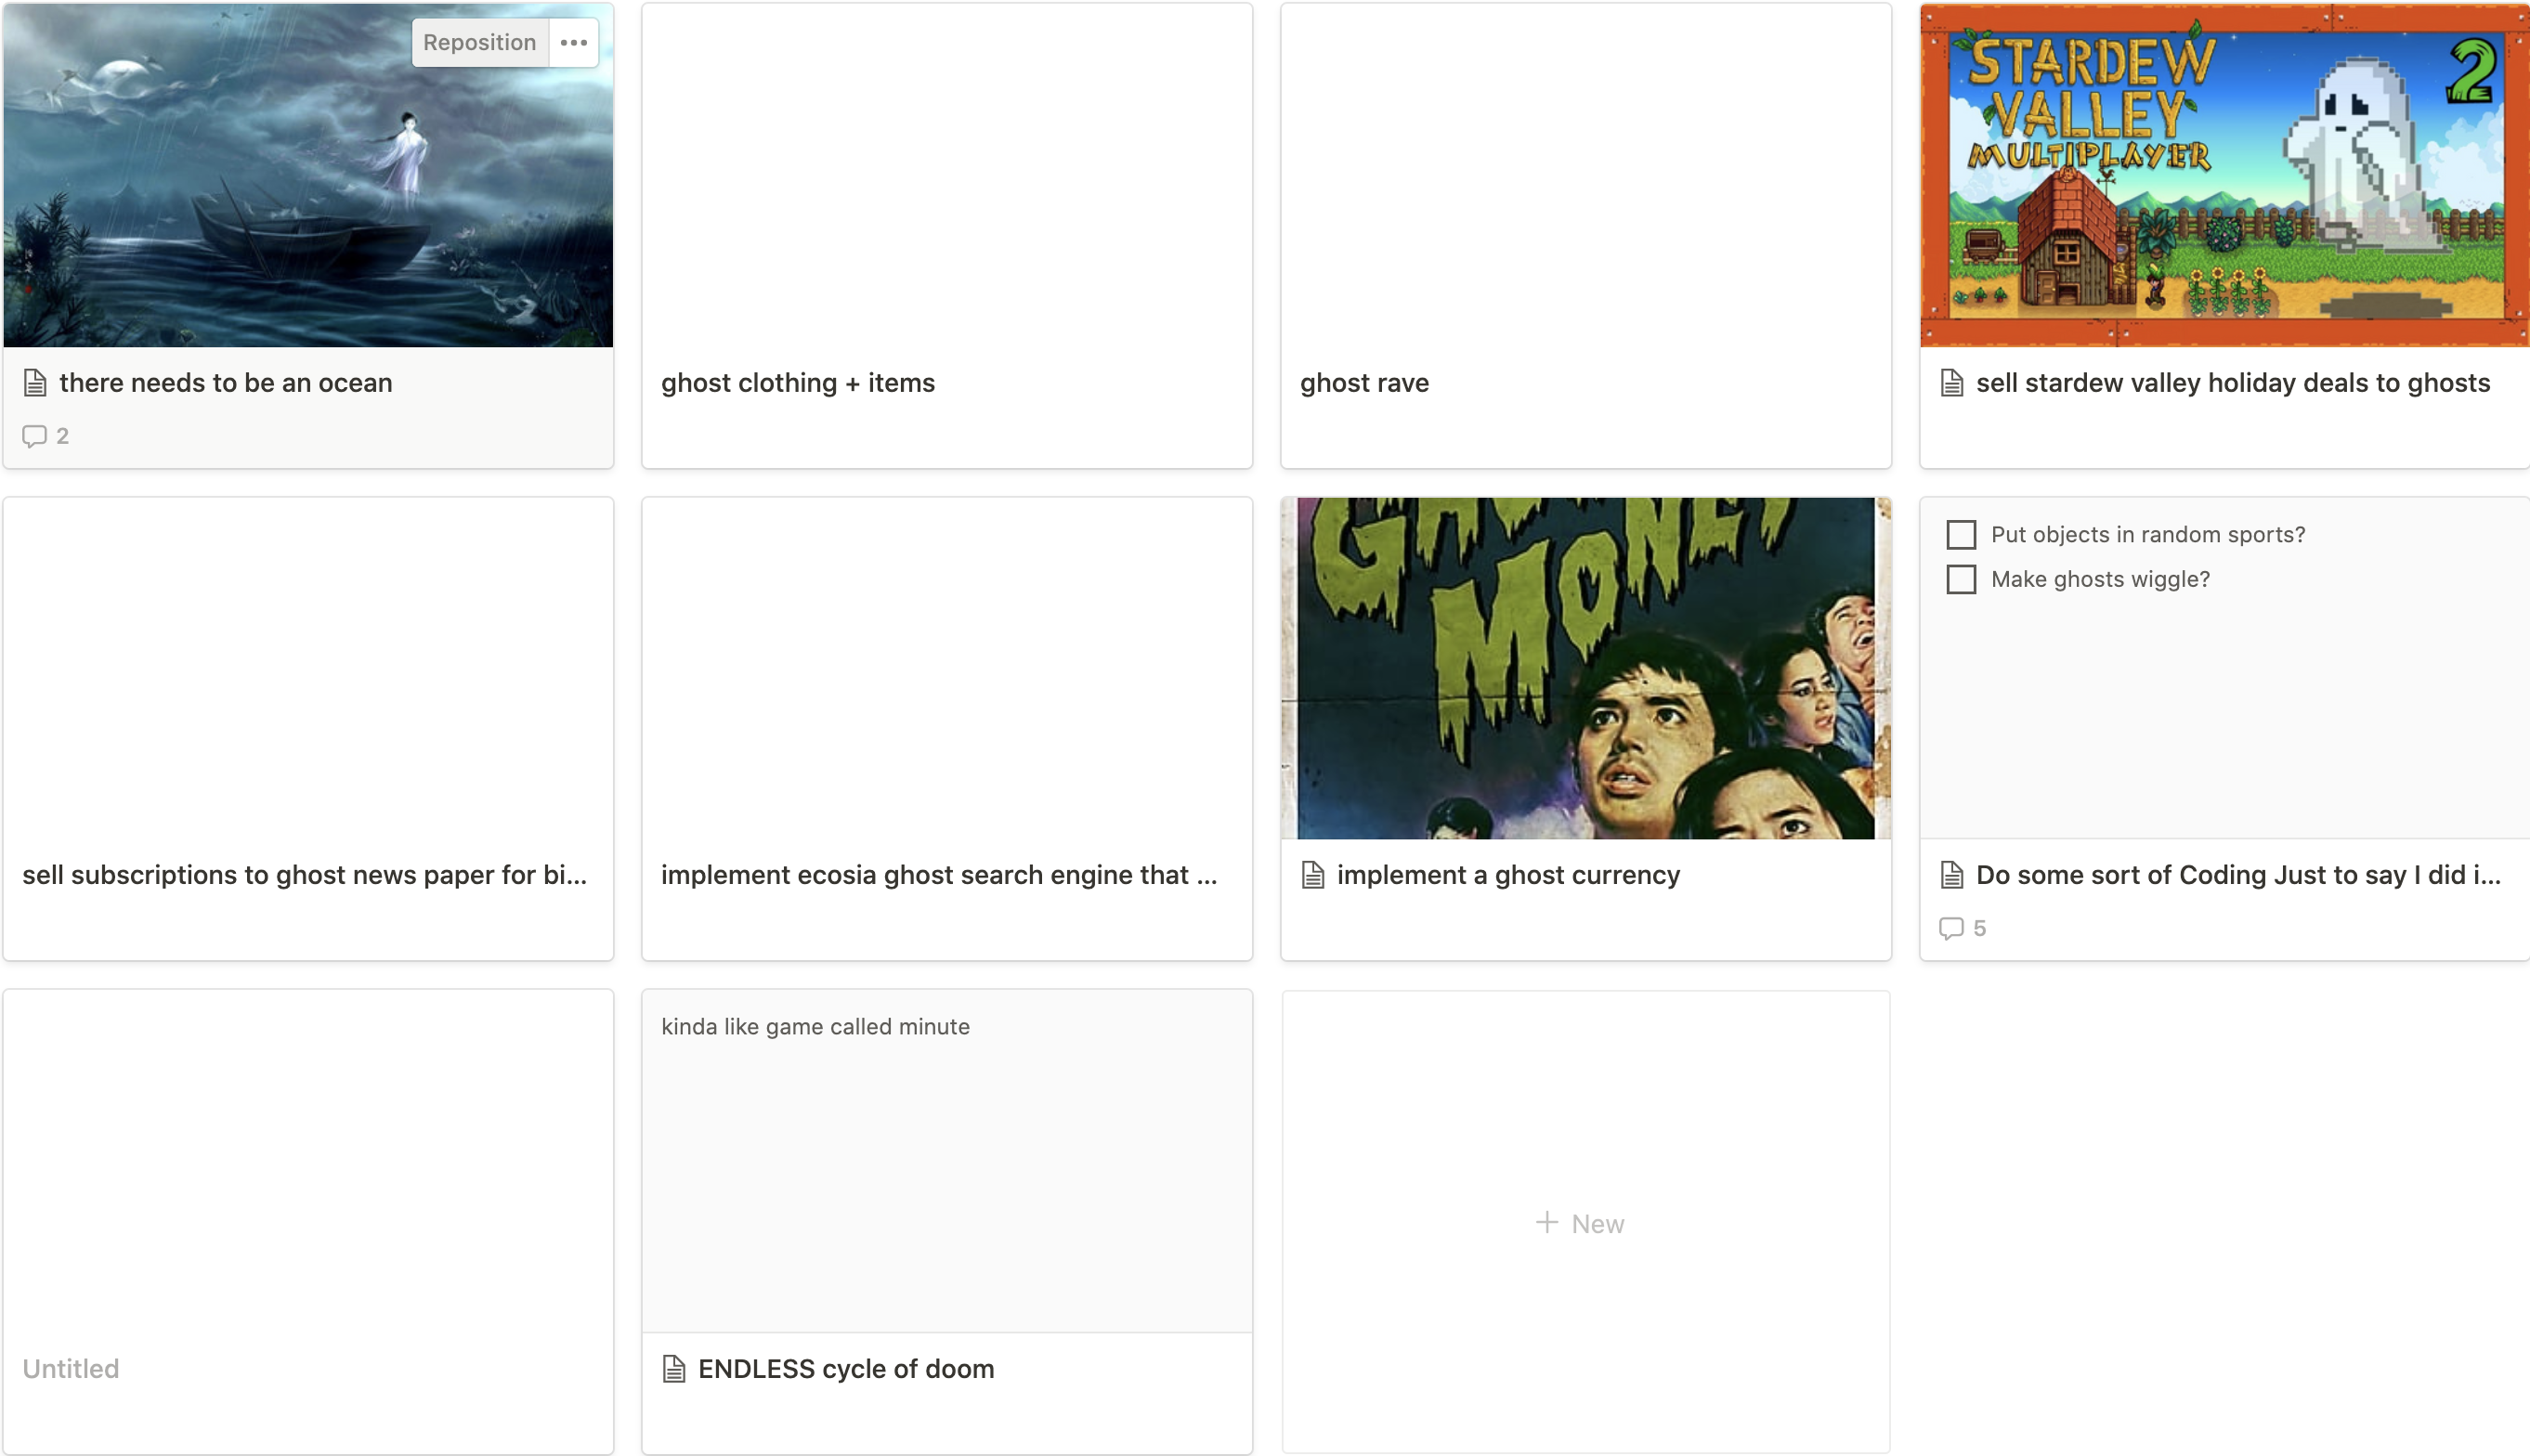 Reposition
STARDEW
VALLEY
MULTIPLAYER
2
there needs to be an ocean
2
ghost clothing + items
ghost rave
sell stardew valley holiday deals to ghosts
MONEY
Put objects in random sports?
Make ghosts wiggle?
sell subscriptions to ghost news paper for bi...
implement ecosia ghost search engine that ...
implement a ghost currency
Do some sort of Coding Just to say I did i...
5
kinda like game called minute
+ New
Untitled
ENDLESS cycle of doom